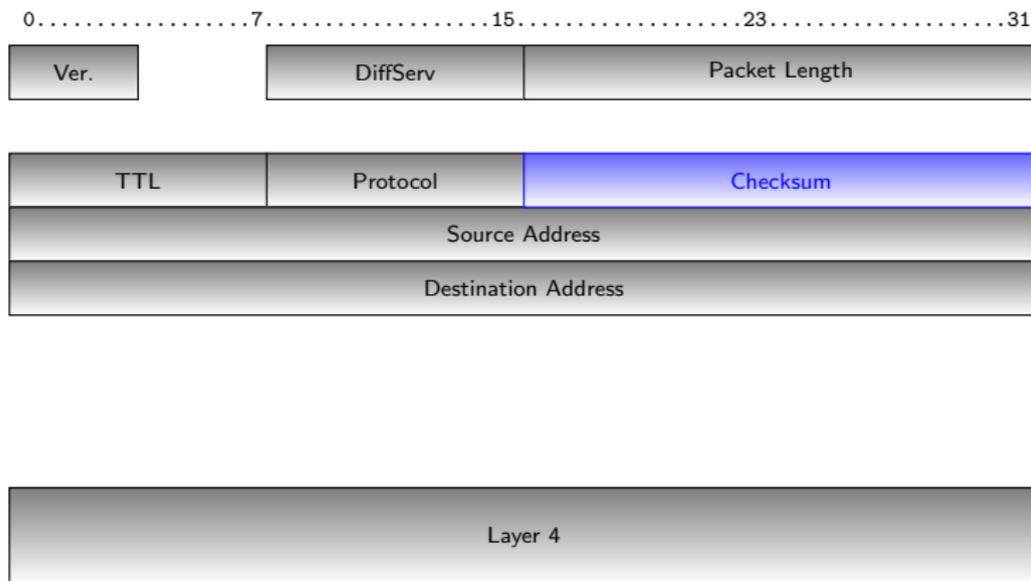 0.................7.................15.................23.................31
Ver. DiffServ Packet Length
TTL Protocol Checksum
Source Address
Destination Address
Layer 4